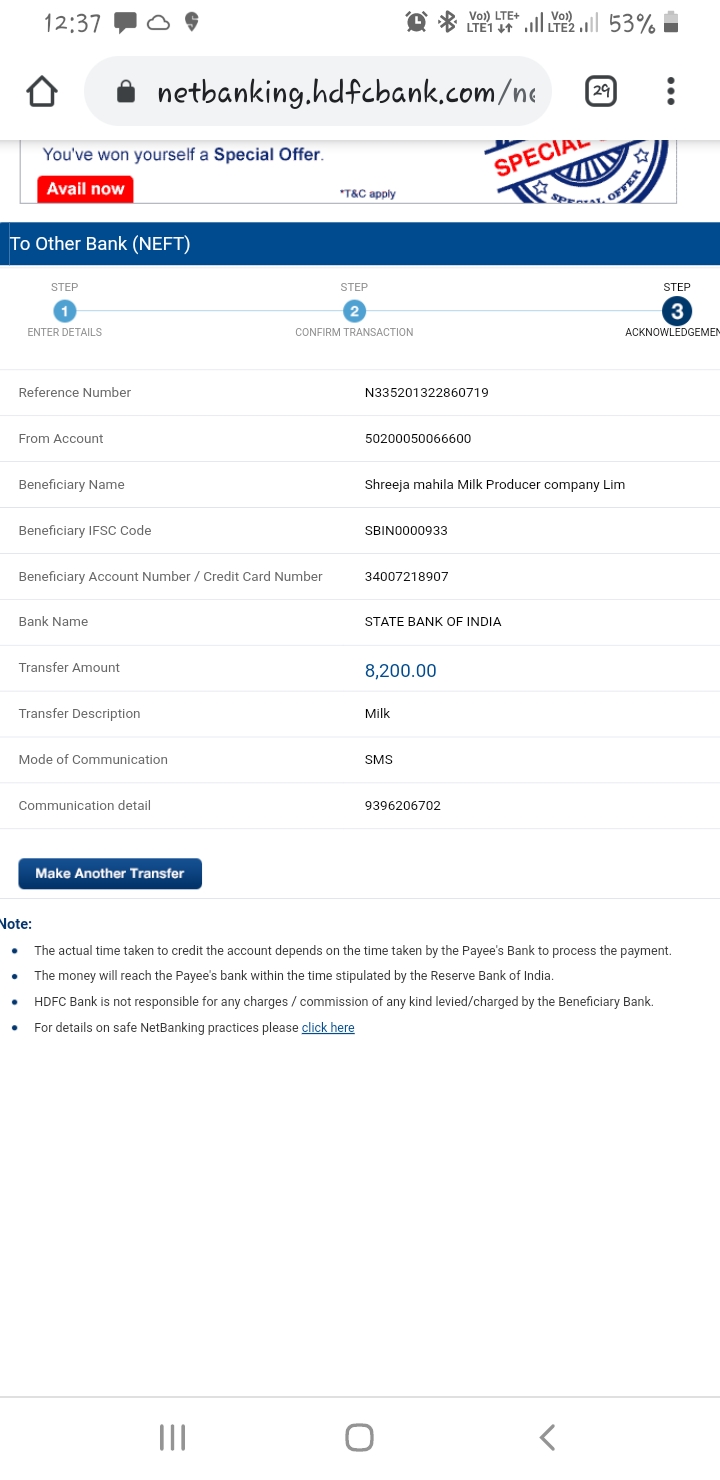 12:37
Vo)) LTE+ Vo))
LTE1 LTE2 53%
netbanking.hdfcbank.com/ne
29
You've won yourself a Special Offer.
Avail now
*T&C apply
SPECIAL
SPECIAL OFFER
To Other Bank (NEFT)
STEP STEP STEP
1 2 3
ENTER DETAILS CONFIRM TRANSACTION ACKNOWLEDGEMEN
Reference Number N335201322860719
From Account 50200050066600
Beneficiary Name Shreeja mahila Milk Producer company Lim
Beneficiary IFSC Code SBIN0000933
Beneficiary Account Number / Credit Card Number 34007218907
Bank Name STATE BANK OF INDIA
Transfer Amount 8,200.00
Transfer Description Milk
Mode of Communication SMS
Communication detail 9396206702
Make Another Transfer
Note:
The actual time taken to credit the account depends on the time taken by the Payee's Bank to process the payment.
The money will reach the Payee's bank within the time stipulated by the Reserve Bank of India.
HDFC Bank is not responsible for any charges / commission of any kind levied/charged by the Beneficiary Bank.
For details on safe NetBanking practices please click here